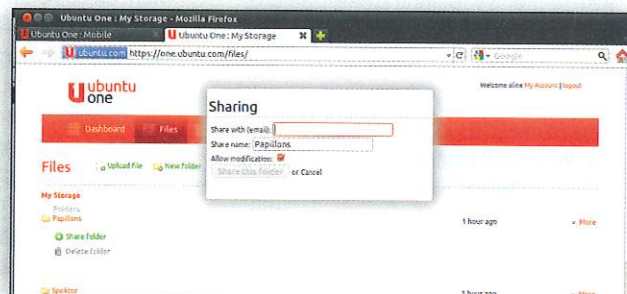 Ubuntu One : My Storage - Mozilla Firefox
Ubuntu One : Mobile
Ubuntu One : My Storage
ubuntu.com https://one.ubuntu.com/files/
Google
ubuntu one
Welcome aline My Account | logout
Dashboard
Files
Sharing
Share with (email):
Share name: Papillons
Allow modification:
Share this folder or Cancel
Files
Upload file
New folder
My Storage
Folders
Papillons
1 hour ago
More
Share folder
Delete folder
Spektor
1 hour ago
More